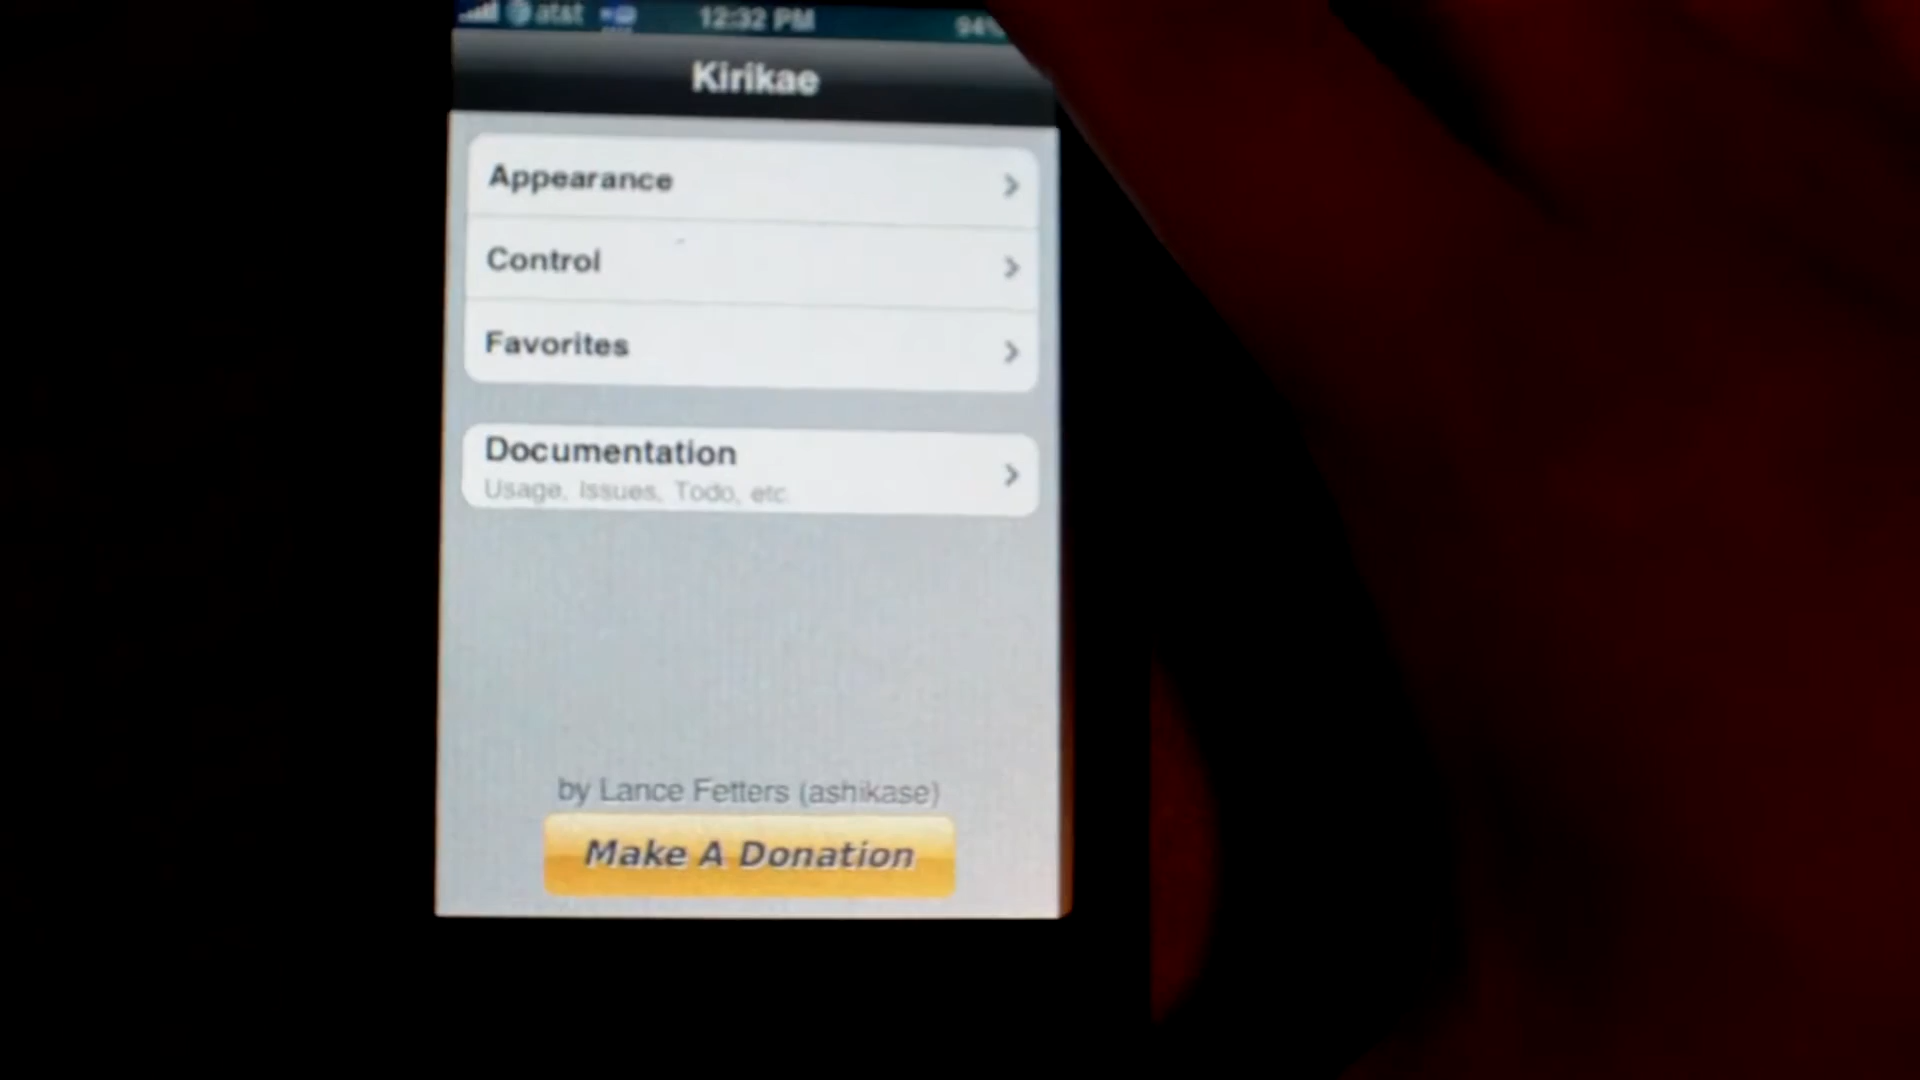 at&t 12:32 PM 94%
Kirikae
Appearance
Control
Favorites
Documentation
Usage, Issues, Todo, etc.
by Lance Fetters (ashikase)
Make A Donation